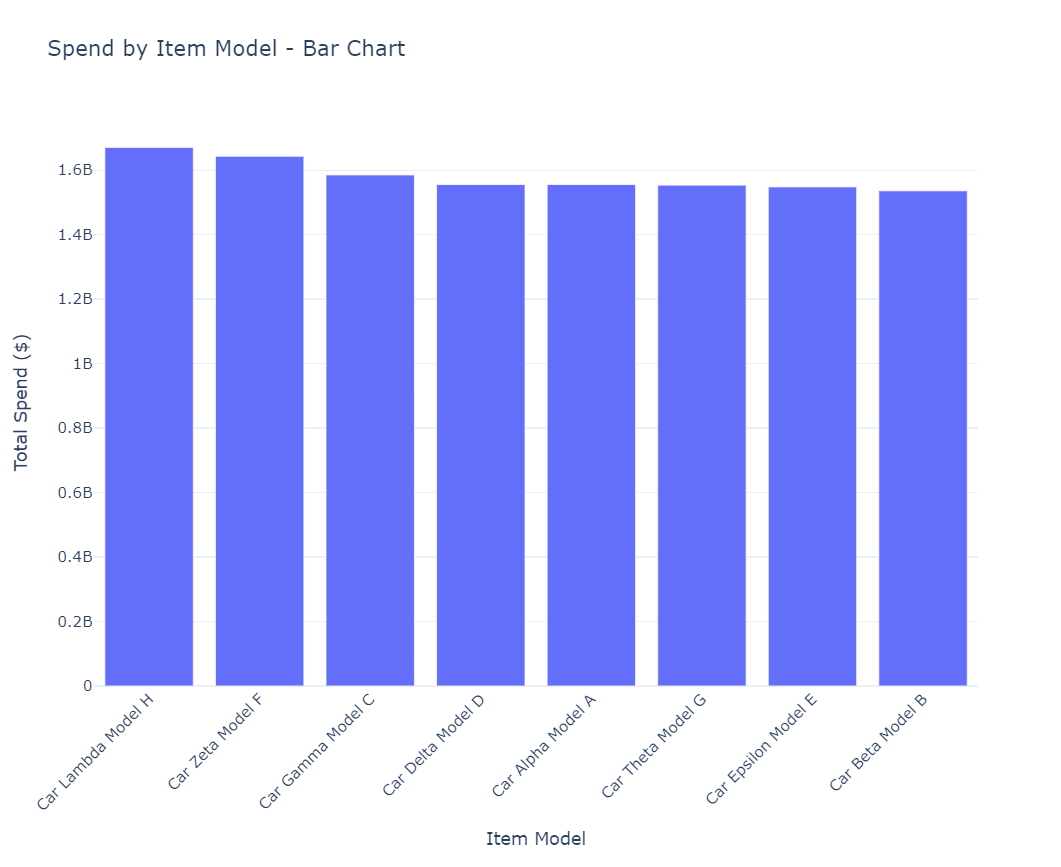 Spend by Item Model - Bar Chart
Total Spend ($)
1.6B
1.4B
1.2B
1B
0.8B
0.6B
0.4B
0.2B
0
Car Lambda Model H
Car Zeta Model F
Car Gamma Model C
Car Delta Model D
Car Alpha Model A
Car Theta Model G
Car Epsilon Model E
Car Beta Model B
Item Model